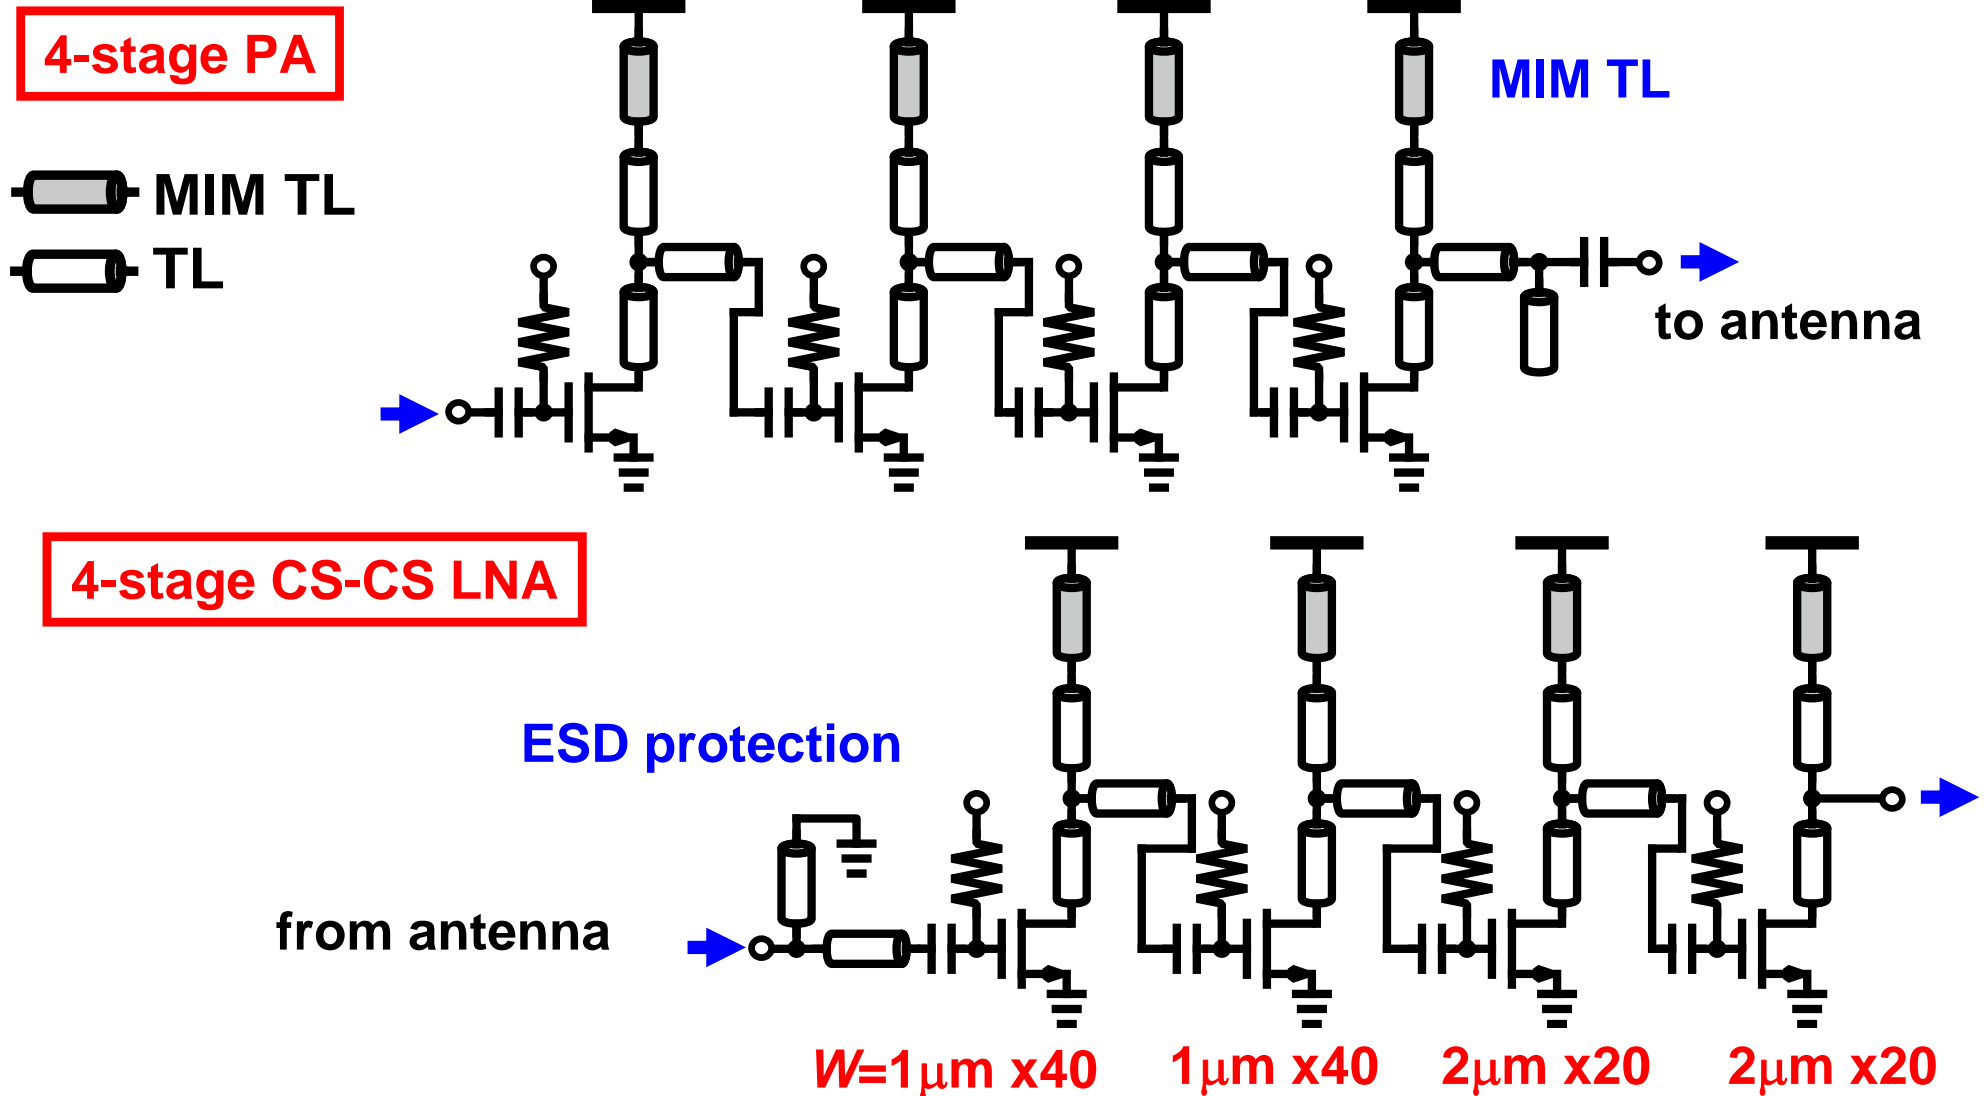 4-stage PA
MIM TL
MIM TL
TL
to antenna
4-stage CS-CS LNA
ESD protection
from antenna
W=1μm x40 1μm x40 2μm x20 2μm x20